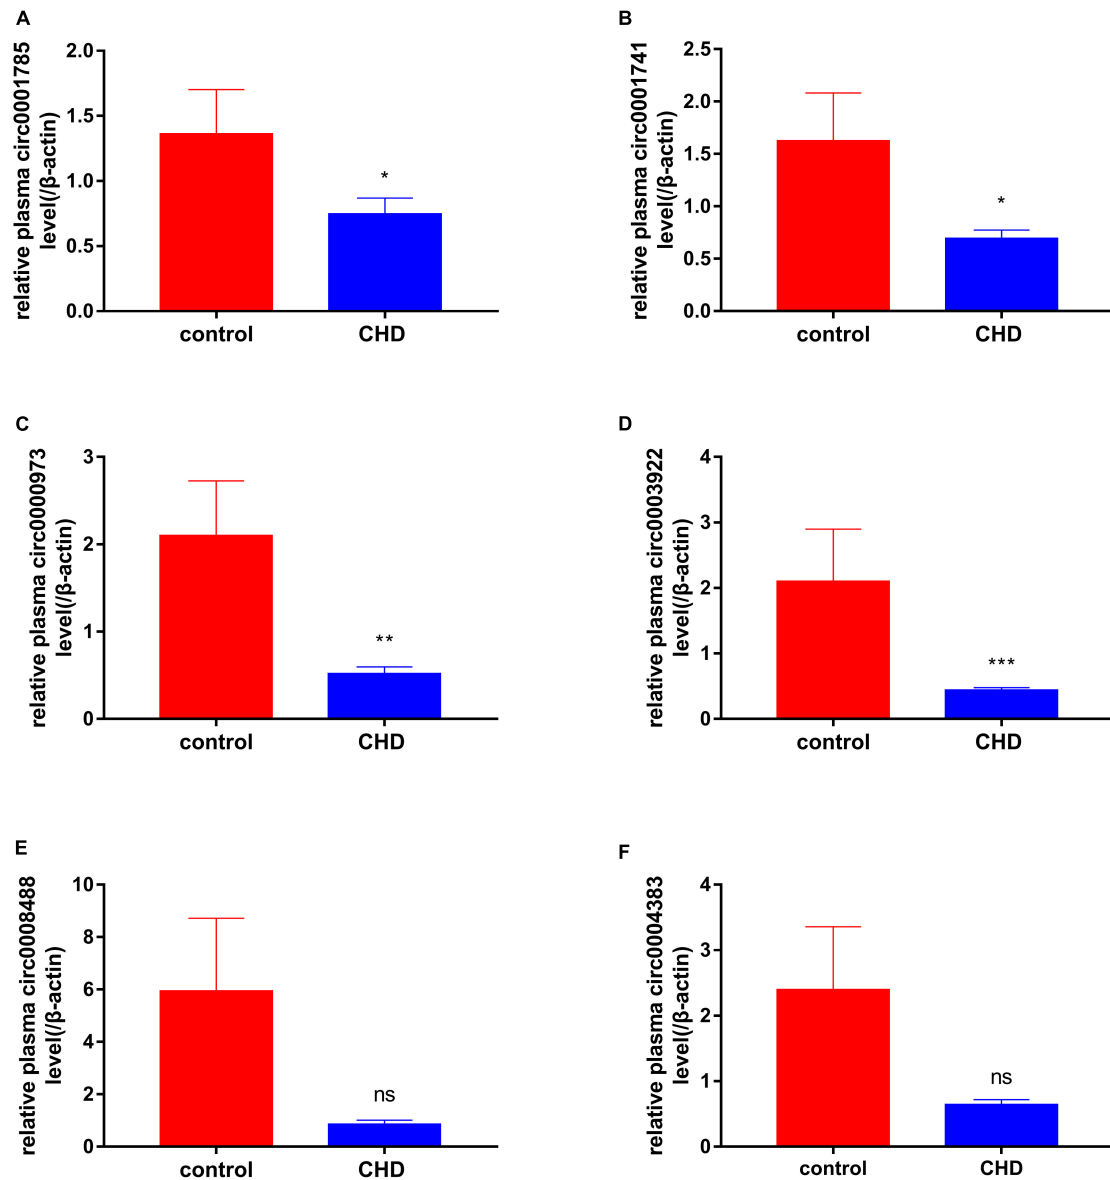 A
relative plasma circ0001785
level(/β-actin)
2.0
1.5
1.0
0.5
0.0
*
control
CHD
B
relative plasma circ0001741
level(/β-actin)
2.5
2.0
1.5
1.0
0.5
0.0
*
control
CHD
C
relative plasma circ0000973
level(/β-actin)
3
2
1
0
**
control
CHD
D
relative plasma circ0003922
level(/β-actin)
4
3
2
1
0
***
control
CHD
E
relative plasma circ0008488
level(/β-actin)
10
8
6
4
2
0
ns
control
CHD
F
relative plasma circ0004383
level(/β-actin)
4
3
2
1
0
ns
control
CHD